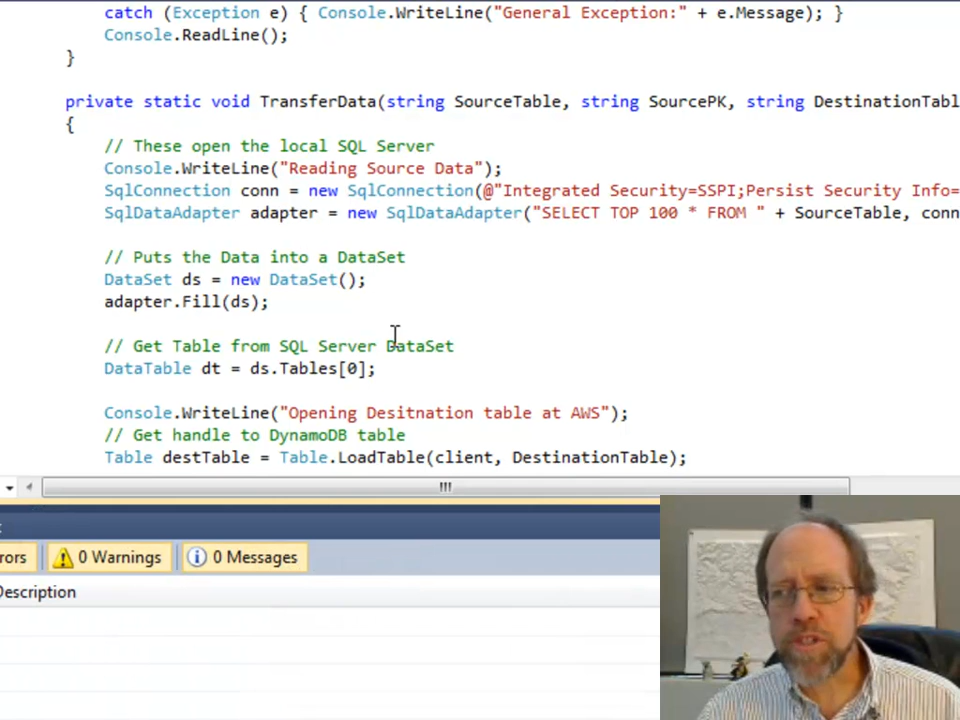 catch (Exception e) { Console.WriteLine("General Exception:" + e.Message); }
Console.ReadLine();
}
private static void TransferData(string SourceTable, string SourcePK, string DestinationTabl
{
// These open the local SQL Server
Console.WriteLine("Reading Source Data");
SqlConnection conn = new SqlConnection(@"Integrated Security=SSPI;Persist Security Info=
SqlDataAdapter adapter = new SqlDataAdapter("SELECT TOP 100 * FROM " + SourceTable, conn
// Puts the Data into a DataSet
DataSet ds = new DataSet();
adapter.Fill(ds);
// Get Table from SQL Server DataSet
DataTable dt = ds.Tables[0];
Console.WriteLine("Opening Desitnation table at AWS");
// Get handle to DynamoDB table
Table destTable = Table.LoadTable(client, DestinationTable);
rors 0 Warnings 0 Messages
Description